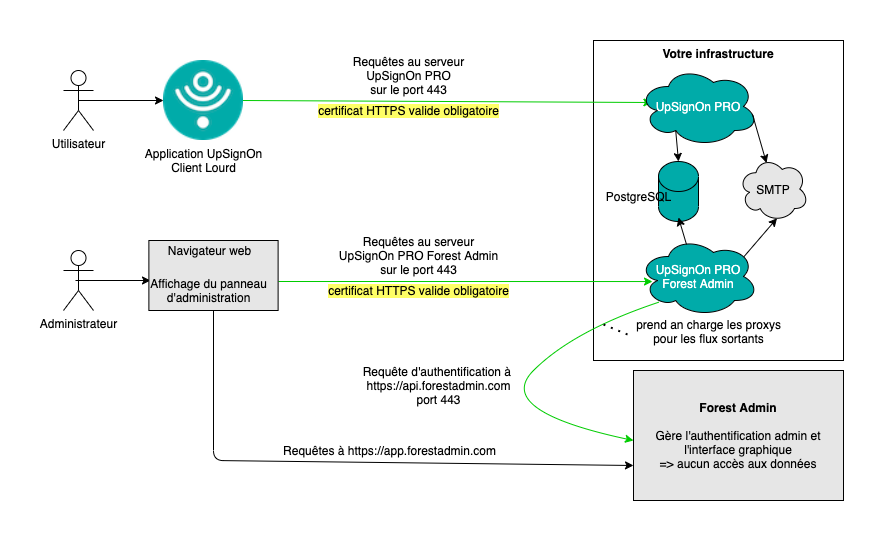 Votre infrastructure
Requêtes au serveur
UpSignOn PRO
sur le port 443
certificat HTTPS valide obligatoire
UpSignOn PRO
Utilisateur
Application UpSignOn
Client Lourd
PostgreSQL
SMTP
Navigateur web
Affichage du panneau
d'administration
Requêtes au serveur
UpSignOn PRO Forest Admin
sur le port 443
certificat HTTPS valide obligatoire
UpSignOn PRO
Forest Admin
Administrateur
prend an charge les proxys
pour les flux sortants
Requête d'authentification à
https://api.forestadmin.com
port 443
Forest Admin
Gère l'authentification admin et
l'interface graphique
=> aucun accès aux données
Requêtes à https://app.forestadmin.com